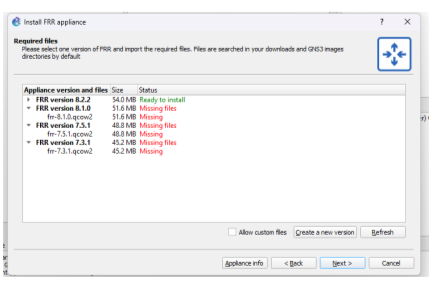 Install FRR appliance
Required files
Please select one version of FRR and import the required files. Files are searched in your downloads and GNS3 images
directories by default
Appliance version and files Size Status
FRR version 8.2.2 54.0 MB Ready to install
FRR version 8.1.0 51.6 MB Missing files
frr-8.1.0.qcow2 51.6 MB Missing
FRR version 7.5.1 48.8 MB Missing files
frr-7.5.1.qcow2 48.8 MB Missing
FRR version 7.3.1 45.2 MB Missing files
frr-7.3.1.qcow2 45.2 MB Missing
Allow custom files Create a new version Refresh
Appliance info < Back Next > Cancel